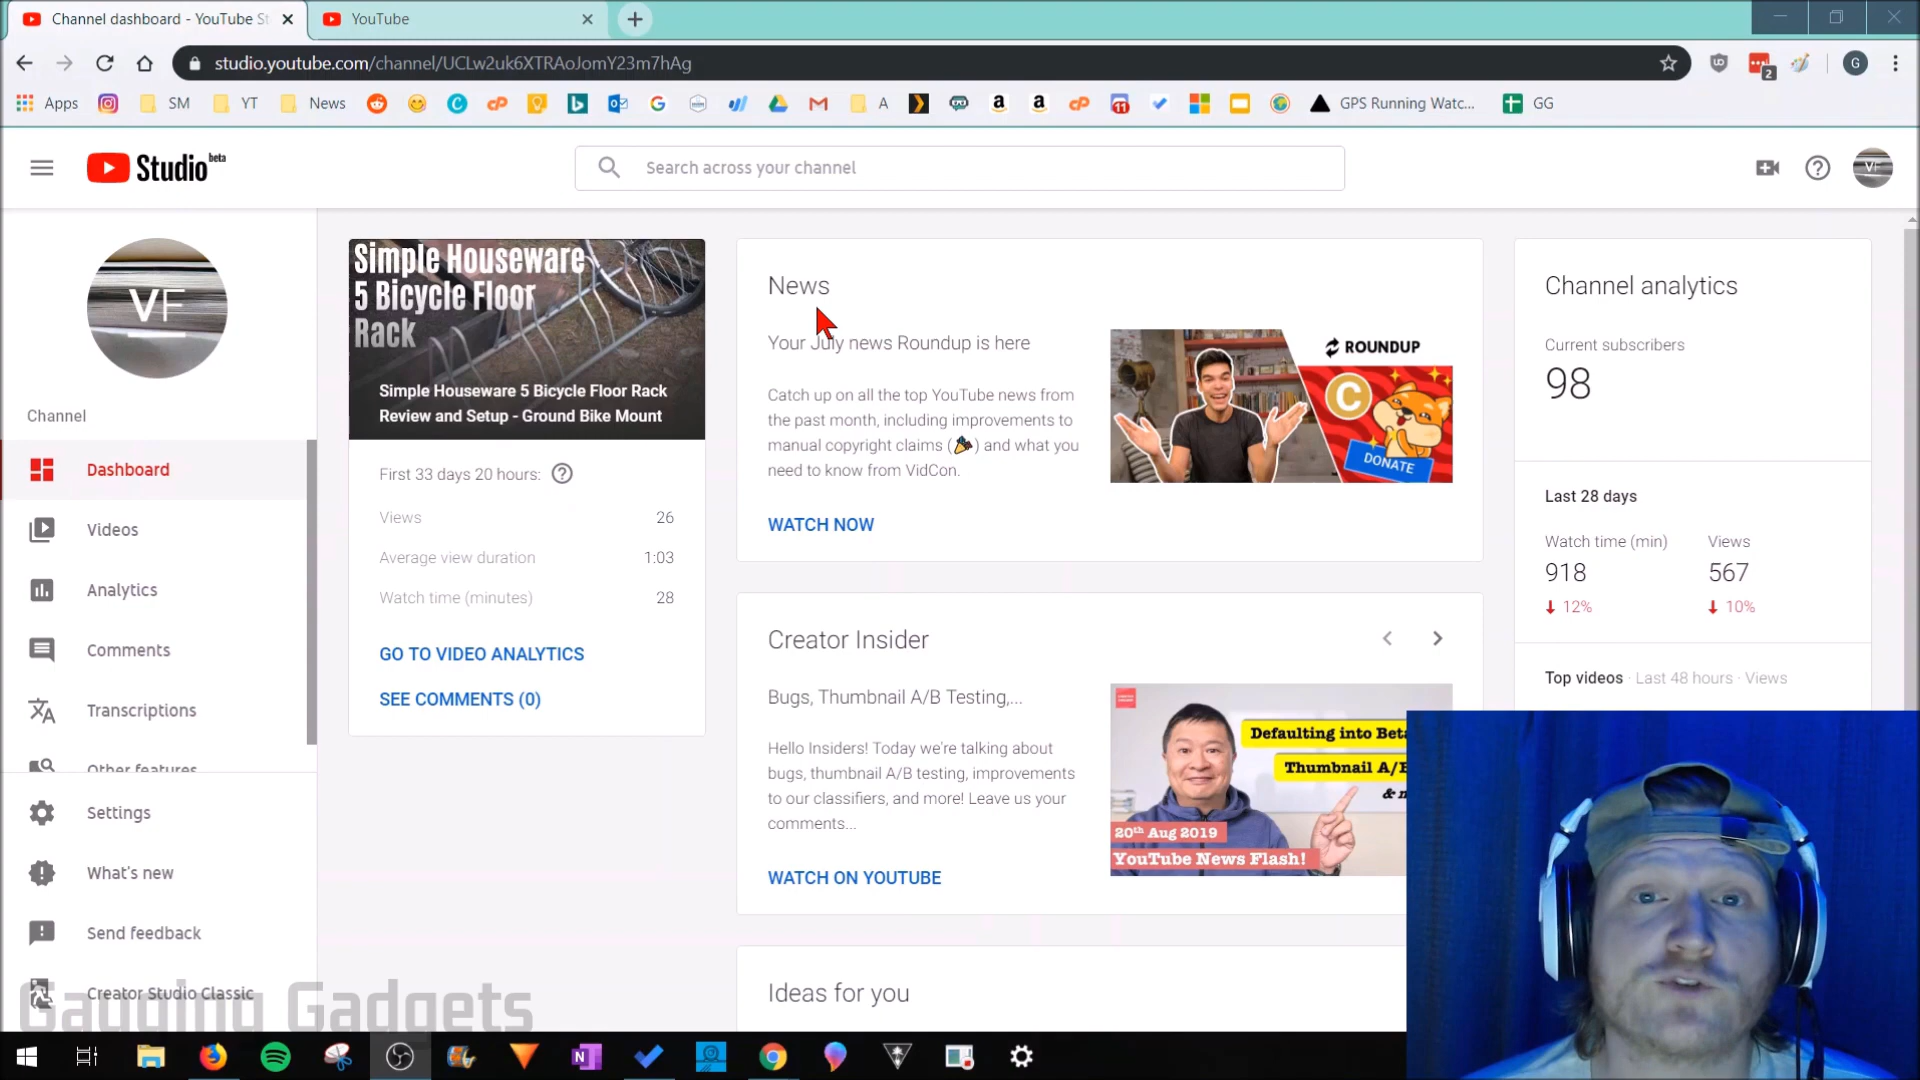 Channel dashboard - YouTube St
YouTube
studio.youtube.com/channel/UCLw2uk6XTRAoJomY23m7hAg
G
2
Apps
SM
YT
News
A
11
GPS Running Watc...
GG
Studio beta
Search across your channel
VF
VF
Channel
Dashboard
Videos
Analytics
Comments
Transcriptions
Other features
Settings
What's new
Send feedback
Creator Studio Classic
Gauging Gadgets
Simple Houseware
5 Bicycle Floor
Rack
Simple Houseware 5 Bicycle Floor Rack
Review and Setup - Ground Bike Mount
First 33 days 20 hours:
Views 26
Average view duration 1:03
Watch time (minutes) 28
GO TO VIDEO ANALYTICS
SEE COMMENTS (0)
News
Your July news Roundup is here
Catch up on all the top YouTube news from
the past month, including improvements to
manual copyright claims (🎉) and what you
need to know from VidCon.
WATCH NOW
ROUNDUP
C
DONATE
Creator Insider
Bugs, Thumbnail A/B Testing,...
Hello Insiders! Today we're talking about
bugs, thumbnail A/B testing, improvements
to our classifiers, and more! Leave us your
comments...
WATCH ON YOUTUBE
Defaulting into Beta
Thumbnail A/B
& m
20th Aug 2019
YouTube News Flash!
Ideas for you
Channel analytics
Current subscribers
98
Last 28 days
Watch time (min) Views
918 567
12% 10%
Top videos · Last 48 hours · Views